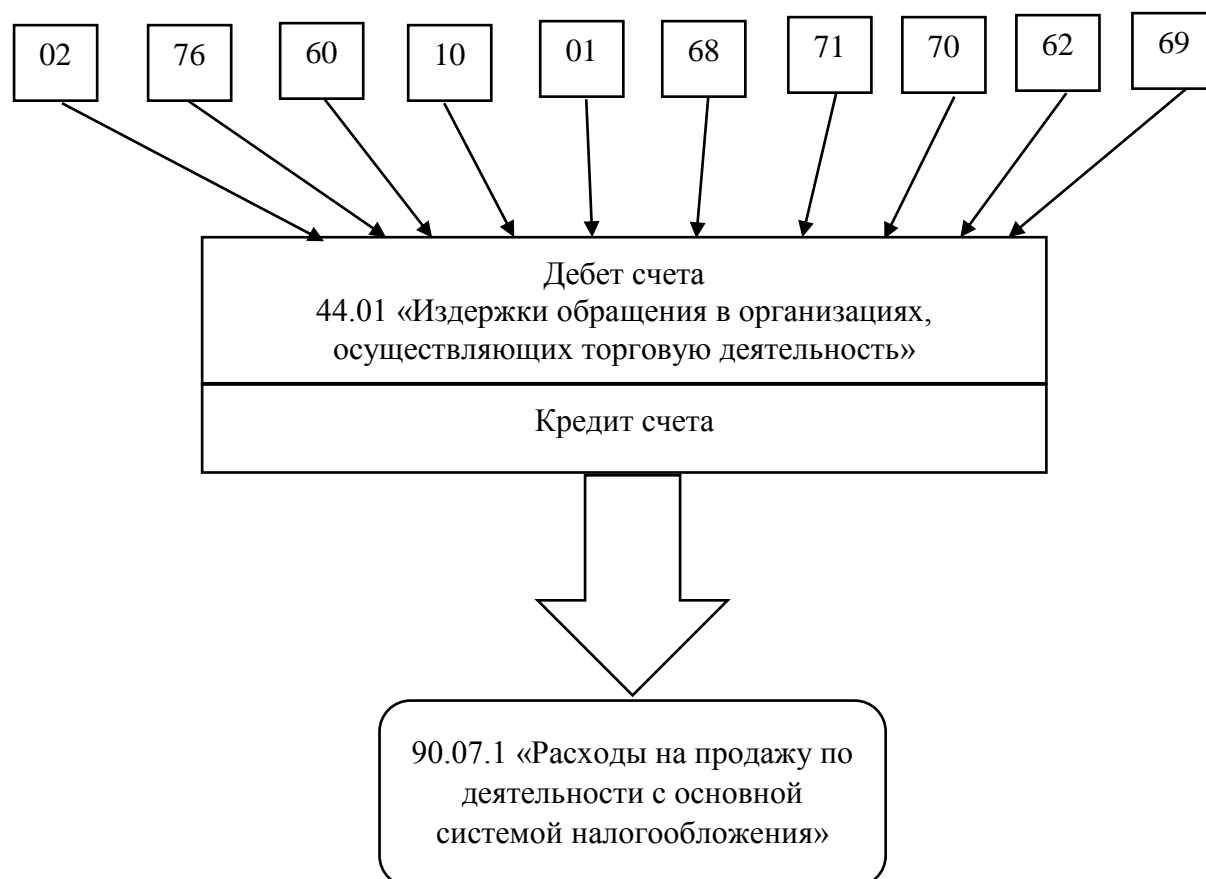 02 76 60 10 01 68 71 70 62 69
Дебет счета
44.01 «Издержки обращения в организациях,
осуществляющих торговую деятельность»
Кредит счета
90.07.1 «Расходы на продажу по
деятельности с основной
системой налогообложения»